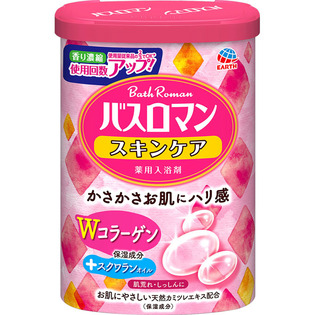 香り濃縮
使用回数
アップ!
EARTH
Bath Roman
バスロマン
スキンケア
薬用入浴剤
かさかさお肌にハリ感
Wコラーゲン
保湿成分
+スクワランオイル
肌荒れ・しっしんに
お肌にやさしい天然カミツレエキス配合
(保湿成分)